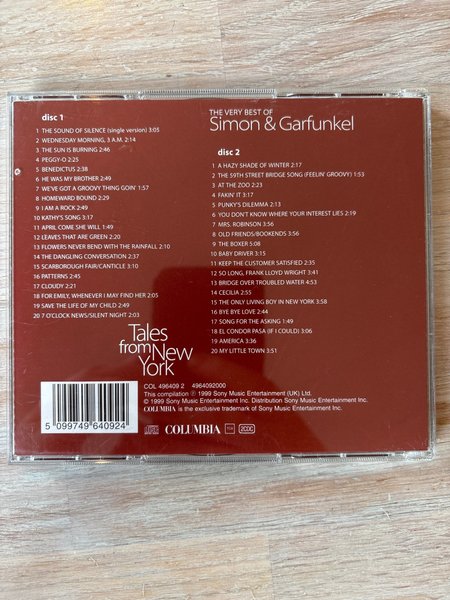 disc 1
1 THE SOUND OF SILENCE (single version) 3:05
2 WEDNESDAY MORNING, 3 A.M. 2:14
3 THE SUN IS BURNING 2:46
4 PEGGY-O 2:25
5 BENEDICTUS 2:38
6 HE WAS MY BROTHER 2:49
7 WE'VE GOT A GROOVY THING GOIN' 1:57
8 HOMEWARD BOUND 2:29
9 I AM A ROCK 2:49
10 KATHY'S SONG 3:17
11 APRIL COME SHE WILL 1:49
12 LEAVES THAT ARE GREEN 2:20
13 FLOWERS NEVER BEND WITH THE RAINFALL 2:10
14 THE DANGLING CONVERSATION 2:37
15 SCARBOROUGH FAIR/CANTICLE 3:10
16 PATTERNS 2:45
17 CLOUDY 2:21
18 FOR EMILY, WHENEVER I MAY FIND HER 2:05
19 SAVE THE LIFE OF MY CHILD 2:49
20 7 O'CLOCK NEWS/SILENT NIGHT 2:03
THE VERY BEST OF
Simon & Garfunkel
disc 2
1 A HAZY SHADE OF WINTER 2:17
2 THE 59TH STREET BRIDGE SONG (FEELIN' GROOVY) 1:53
3 AT THE ZOO 2:23
4 FAKIN' IT 3:17
5 PUNKY'S DILEMMA 2:13
6 YOU DON'T KNOW WHERE YOUR INTEREST LIES 2:19
7 MRS. ROBINSON 3:56
8 OLD FRIENDS/BOOKENDS 3:56
9 THE BOXER 5:08
10 BABY DRIVER 3:15
11 KEEP THE CUSTOMER SATISFIED 2:35
12 SO LONG, FRANK LLOYD WRIGHT 3:41
13 BRIDGE OVER TROUBLED WATER 4:53
14 CECILIA 2:55
15 THE ONLY LIVING BOY IN NEW YORK 3:58
16 BYE BYE LOVE 2:44
17 SONG FOR THE ASKING 1:49
18 EL CONDOR PASA (IF I COULD) 3:06
19 AMERICA 3:36
20 MY LITTLE TOWN 3:51
Tales
from New
York
COL 496409 2 4964092000
This compilation ℗ 1999 Sony Music Entertainment (UK) Ltd.
© 1999 Sony Music Entertainment Inc. Distribution Sony Music Entertainment Inc.
COLUMBIA is the exclusive trademark of Sony Music Entertainment Inc.
5 099749 640924
COLUMBIA
2CDC